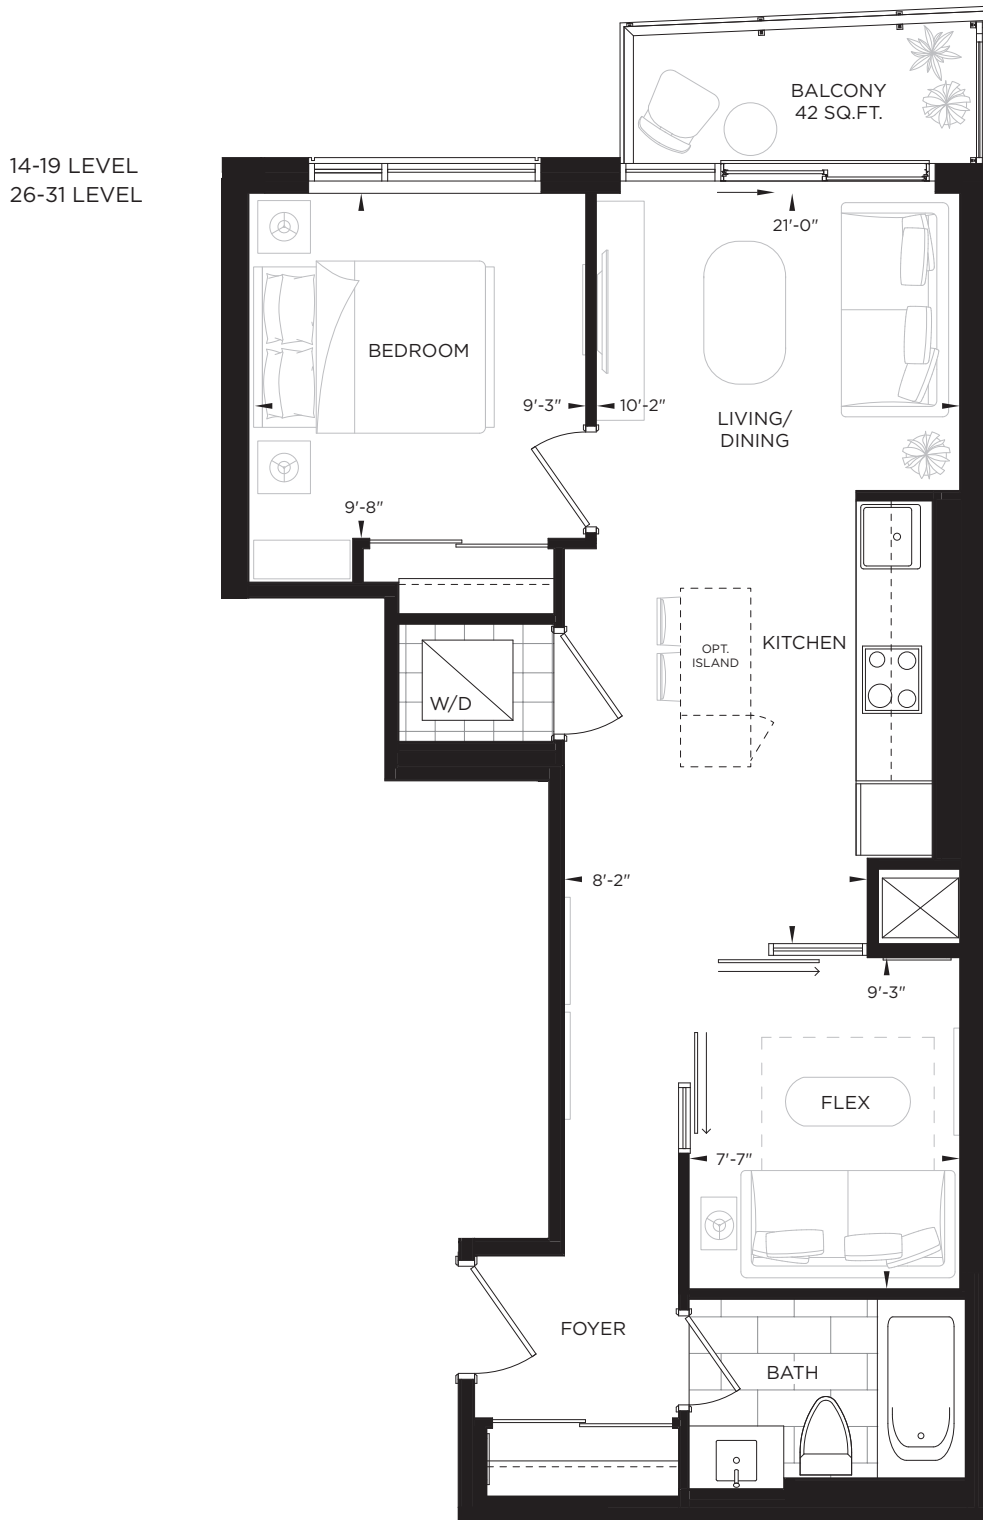 BALCONY
42 SQ.FT.
14-19 LEVEL
26-31 LEVEL
21'-0"
BEDROOM
9'-3"
10'-2"
LIVING/
DINING
9'-8"
KITCHEN
OPT.
ISLAND
W/D
8'-2"
9'-3"
FLEX
7'-7"
FOYER
BATH